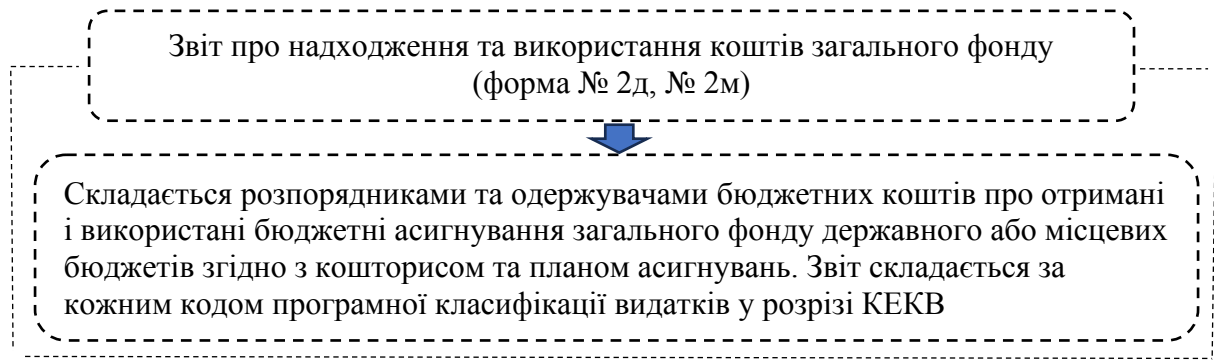 Звіт про надходження та використання коштів загального фонду
(форма № 2д, № 2м)
Складається розпорядниками та одержувачами бюджетних коштів про отримані
і використані бюджетні асигнування загального фонду державного або місцевих
бюджетів згідно з кошторисом та планом асигнувань. Звіт складається за
кожним кодом програмної класифікації видатків у розрізі КЕКВ